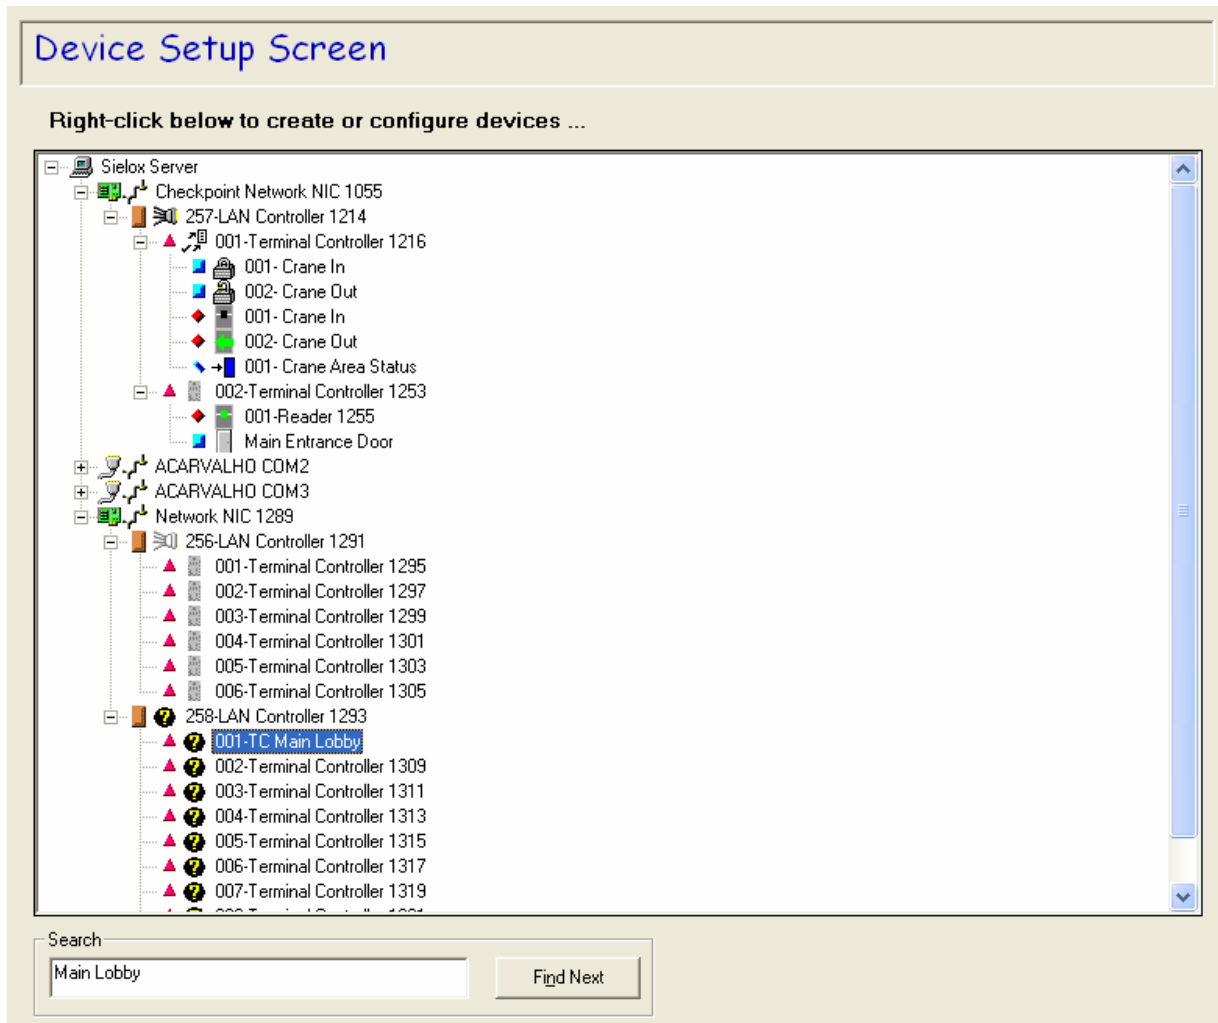 Device Setup Screen
Right-click below to create or configure devices ...
Sielox Server
Checkpoint Network NIC 1055
257-LAN Controller 1214
001-Terminal Controller 1216
001- Crane In
002- Crane Out
001- Crane In
002- Crane Out
001- Crane Area Status
002-Terminal Controller 1253
001-Reader 1255
Main Entrance Door
ACARVALHO COM2
ACARVALHO COM3
Network NIC 1289
256-LAN Controller 1291
001-Terminal Controller 1295
002-Terminal Controller 1297
003-Terminal Controller 1299
004-Terminal Controller 1301
005-Terminal Controller 1303
006-Terminal Controller 1305
258-LAN Controller 1293
001-TC Main Lobby
002-Terminal Controller 1309
003-Terminal Controller 1311
004-Terminal Controller 1313
005-Terminal Controller 1315
006-Terminal Controller 1317
007-Terminal Controller 1319
Search
Main Lobby
Find Next